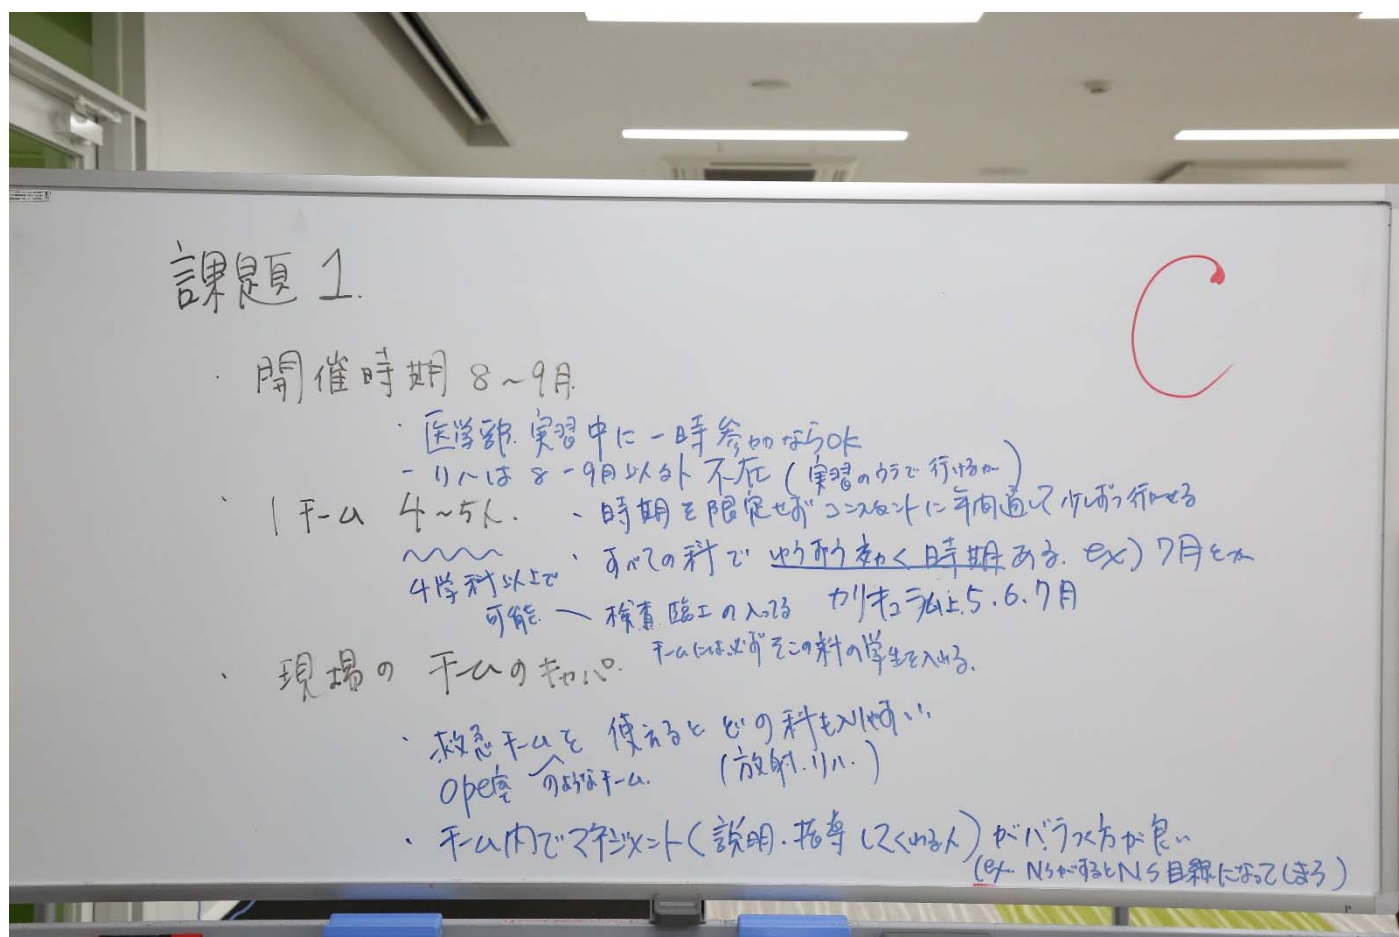 課題 1.
C
・開催時期 8～9月
・医学部. 実習中に一時参加ならOK
- リハは 8-9月以外 不在 (実習のウラで行けるか)
・1チーム 4～5人.
・時期を限定せずコンスタントに年間通して少しずつ行かせる
4学科以上で可能
・すべての科で ゆうずう効く時期ある. ex) 7月とか
検査 臨工の入ってる
カリキュラム上5.6.7月
チームには必ずそこの科の学生を入れる.
・現場の チームのキャパ.
・救急チームを 使えると どの科も入りやすい.
ope室 のようなチーム. (放射.リハ.)
・チーム内でマネジメント(説明.指導してくれる人)がバラつく方が良い
(ex. NsがするとNS目線になってしまう)